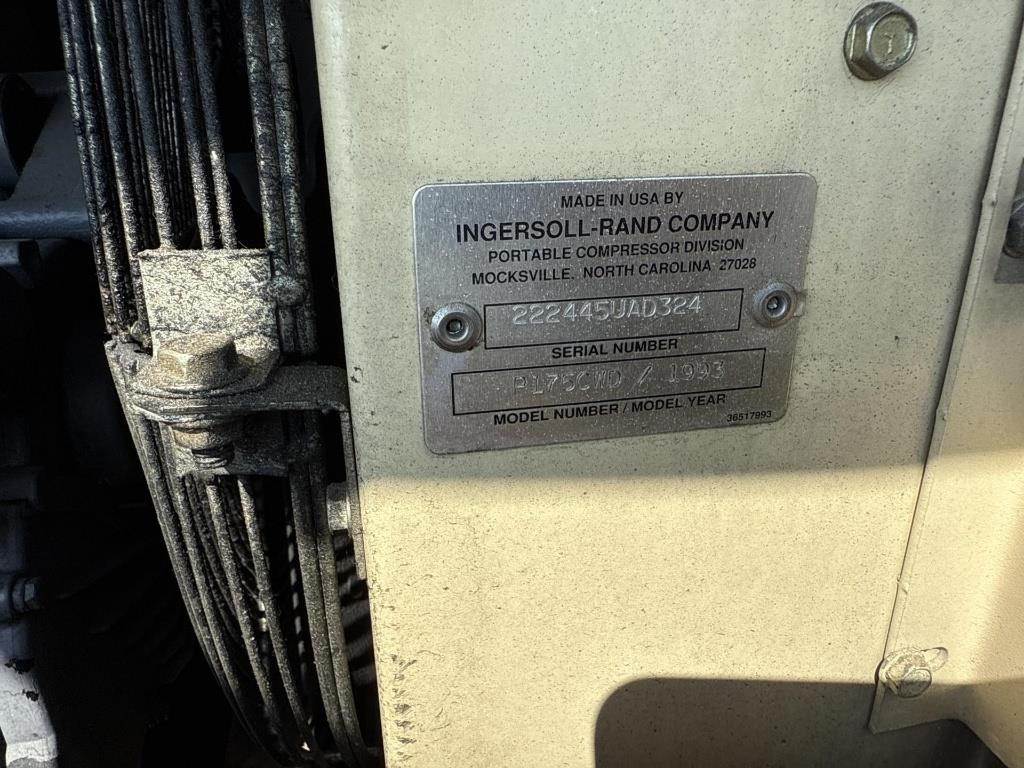 MADE IN USA BY
INGERSOLL-RAND COMPANY
PORTABLE COMPRESSOR DIVISION
MOCKSVILLE, NORTH CAROLINA 27028
222445UAD324
SERIAL NUMBER
P175CWD / 1993
MODEL NUMBER / MODEL YEAR
36517993